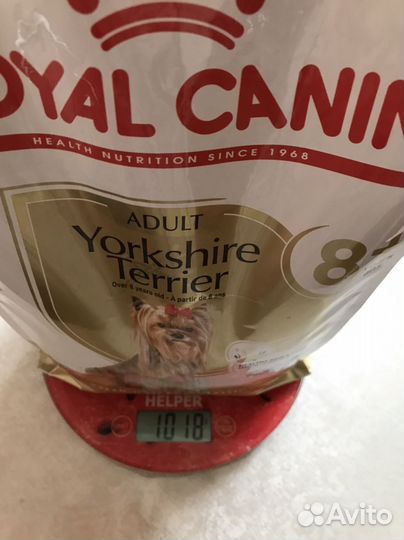 ROYAL CANIN
HEALTH NUTRITION SINCE 1968
ADULT
Yorkshire
Terrier
8+
Over 8 years old - À partir de 8 ans
HELPER
1018
Avito